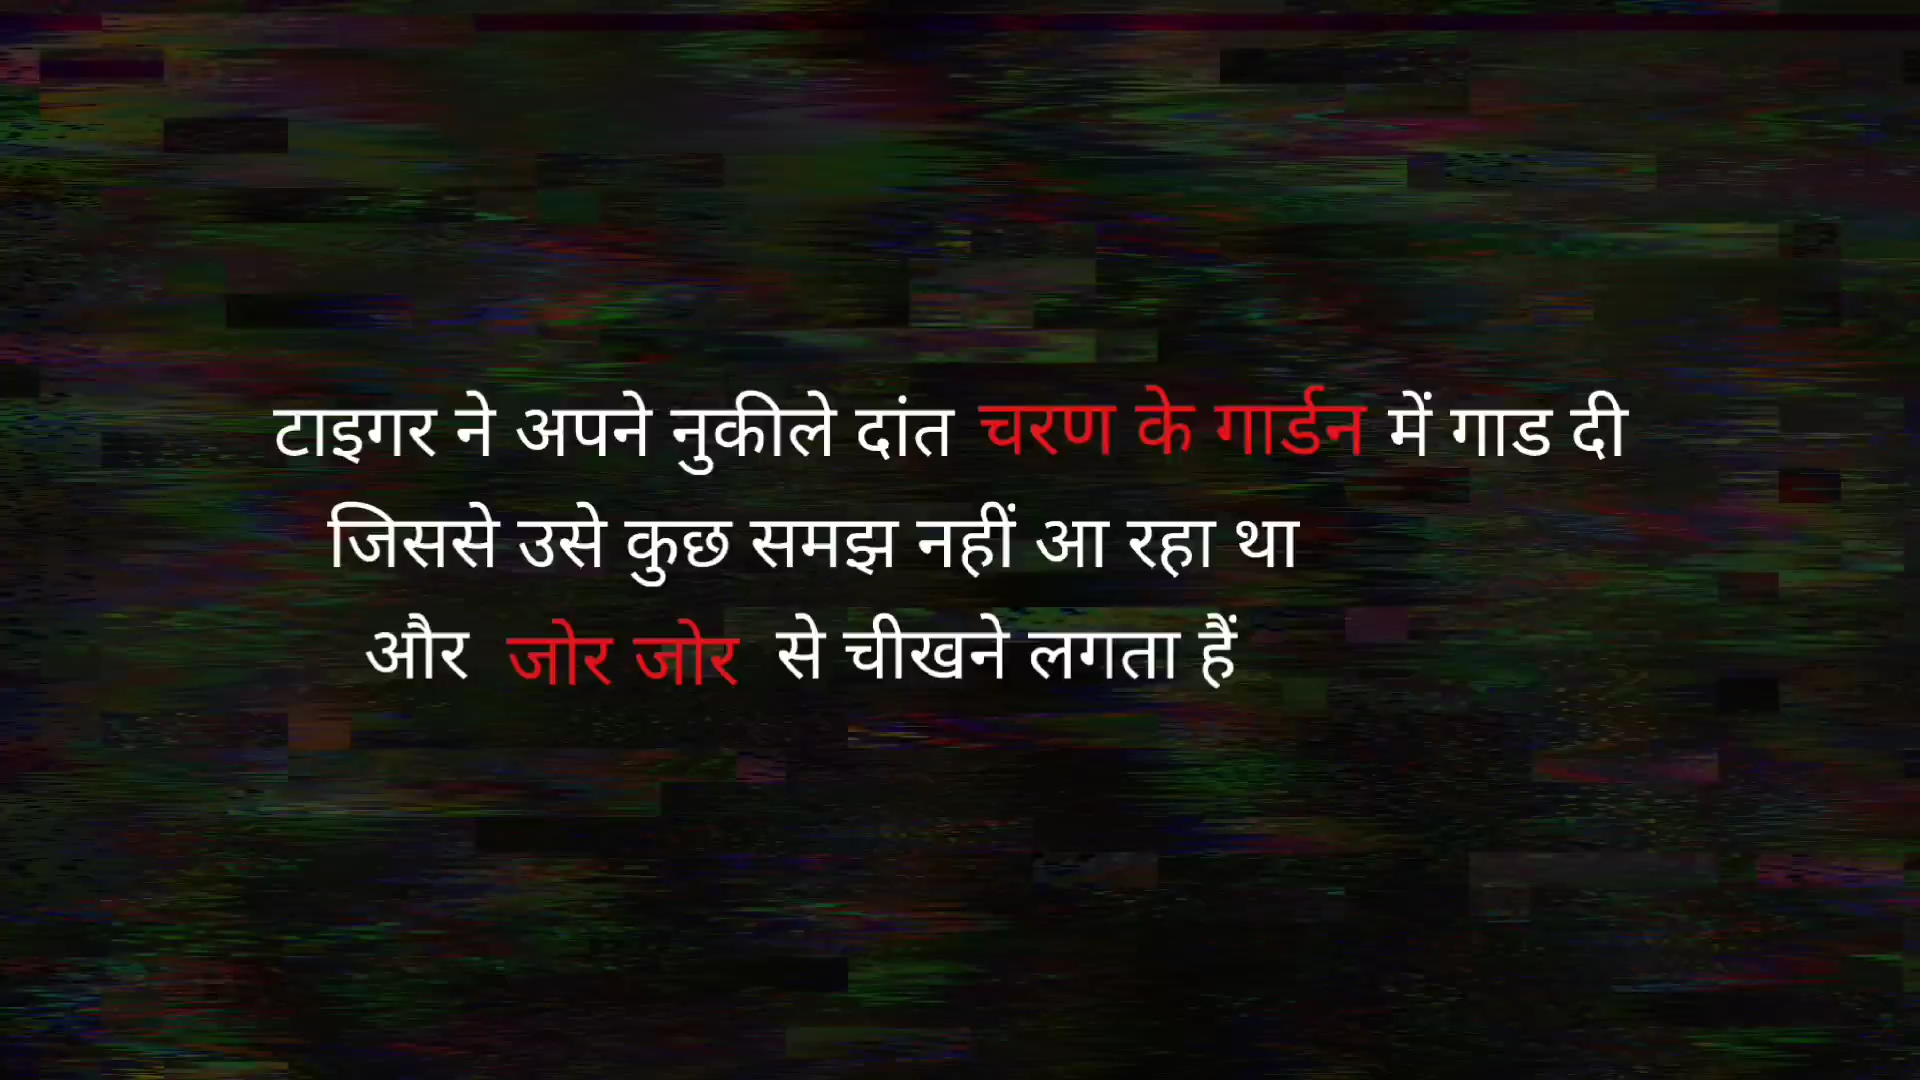 टाइगर ने अपने नुकीले दांत चरण के गार्डन में गाड दी
जिससे उसे कुछ समझ नहीं आ रहा था
और जोर जोर से चीखने लगता हैं